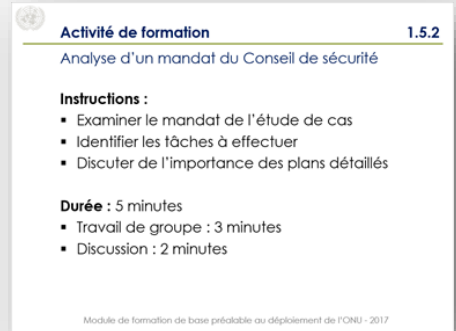 Activité de formation 1.5.2
Analyse d'un mandat du Conseil de sécurité
Instructions :
▪ Examiner le mandat de l'étude de cas
▪ Identifier les tâches à effectuer
▪ Discuter de l'importance des plans détaillés
Durée : 5 minutes
▪ Travail de groupe : 3 minutes
▪ Discussion : 2 minutes
Module de formation de base préalable au déploiement de l'ONU - 2017